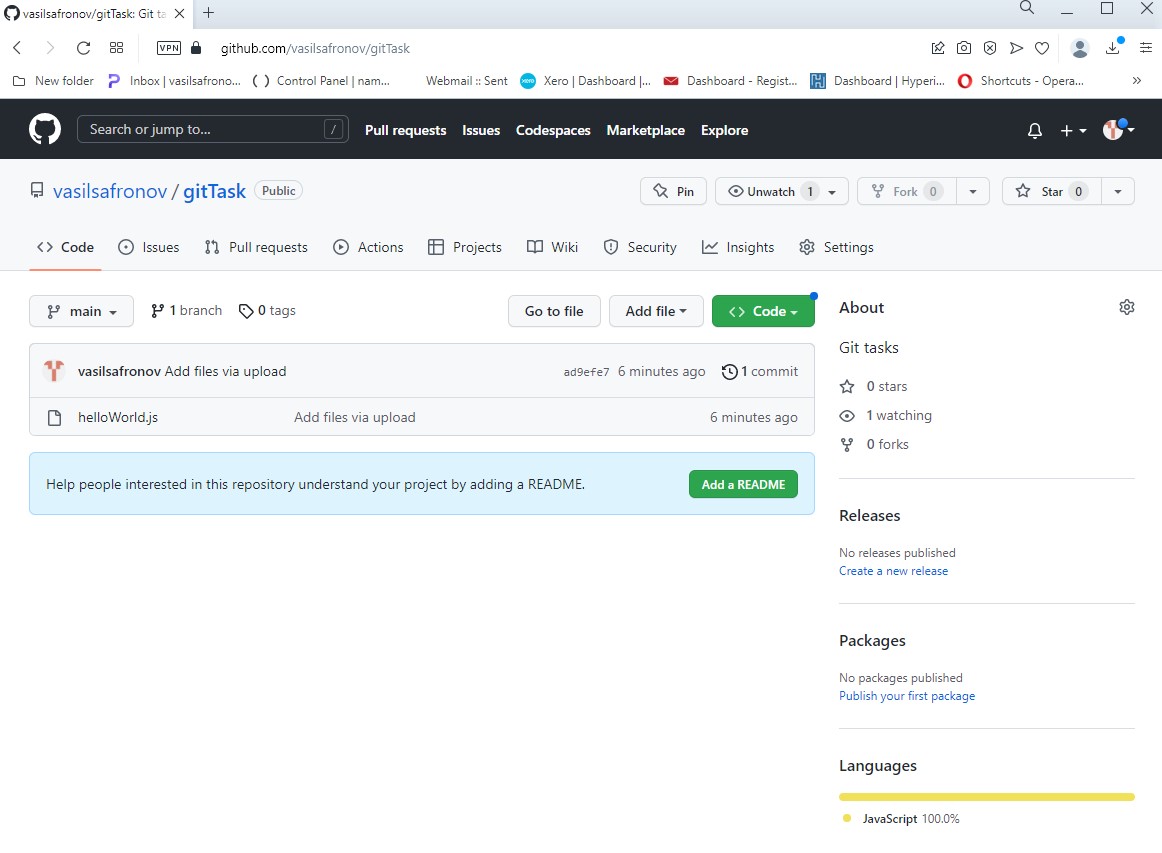 vasilsafronov/gitTask: Git ta
VPN github.com/vasilsafronov/gitTask
New folder Inbox | vasilsafrono... Control Panel | nam... Webmail :: Sent xero Xero | Dashboard |... Dashboard - Regist... Dashboard | Hyperi... Shortcuts - Opera...
Search or jump to... / Pull requests Issues Codespaces Marketplace Explore
vasilsafronov / gitTask Public Pin Unwatch 1 Fork 0 Star 0
Code Issues Pull requests Actions Projects Wiki Security Insights Settings
main 1 branch 0 tags Go to file Add file Code
vasilsafronov Add files via upload ad9efe7 6 minutes ago 1 commit
helloWorld.js Add files via upload 6 minutes ago
Help people interested in this repository understand your project by adding a README. Add a README
About
Git tasks
0 stars
1 watching
0 forks
Releases
No releases published
Create a new release
Packages
No packages published
Publish your first package
Languages
JavaScript 100.0%